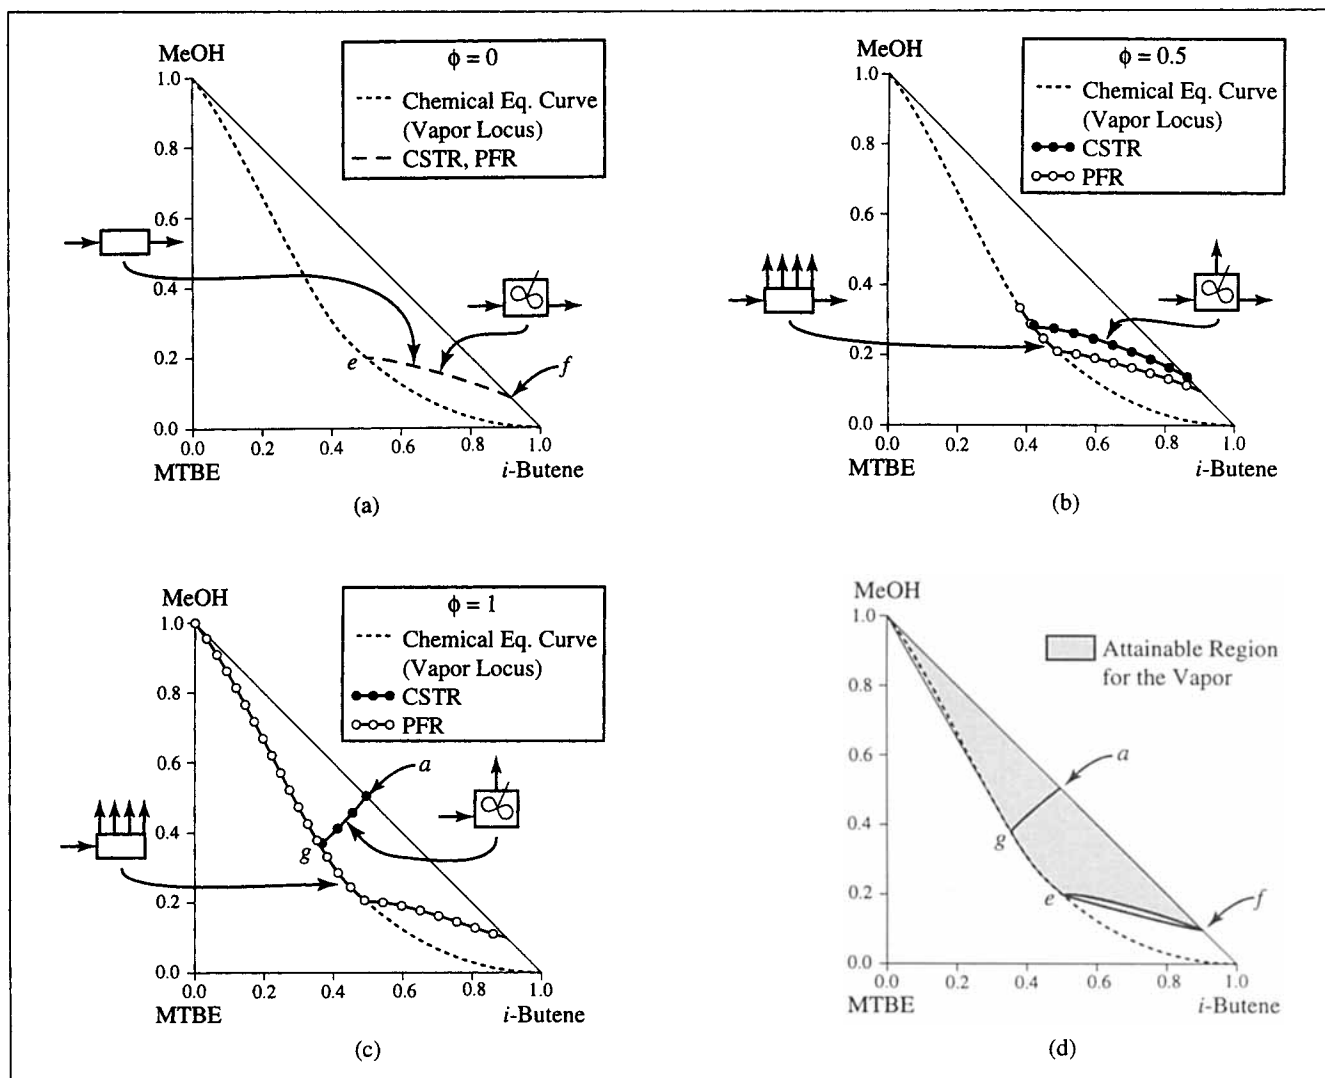 MeOH
ϕ = 0
Chemical Eq. Curve
(Vapor Locus)
CSTR, PFR
1.0
0.8
0.6
0.4
0.2
0.0
e
f
0.0 0.2 0.4 0.6 0.8 1.0
MTBE i-Butene
(a)
MeOH
ϕ = 0.5
Chemical Eq. Curve
(Vapor Locus)
CSTR
PFR
1.0
0.8
0.6
0.4
0.2
0.0
0.0 0.2 0.4 0.6 0.8 1.0
MTBE i-Butene
(b)
MeOH
ϕ = 1
Chemical Eq. Curve
(Vapor Locus)
CSTR
PFR
1.0
0.8
0.6
0.4
0.2
0.0
a
g
0.0 0.2 0.4 0.6 0.8 1.0
MTBE i-Butene
(c)
MeOH
Attainable Region
for the Vapor
1.0
0.8
0.6
0.4
0.2
0.0
a
g
e
f
0.0 0.2 0.4 0.6 0.8 1.0
MTBE i-Butene
(d)